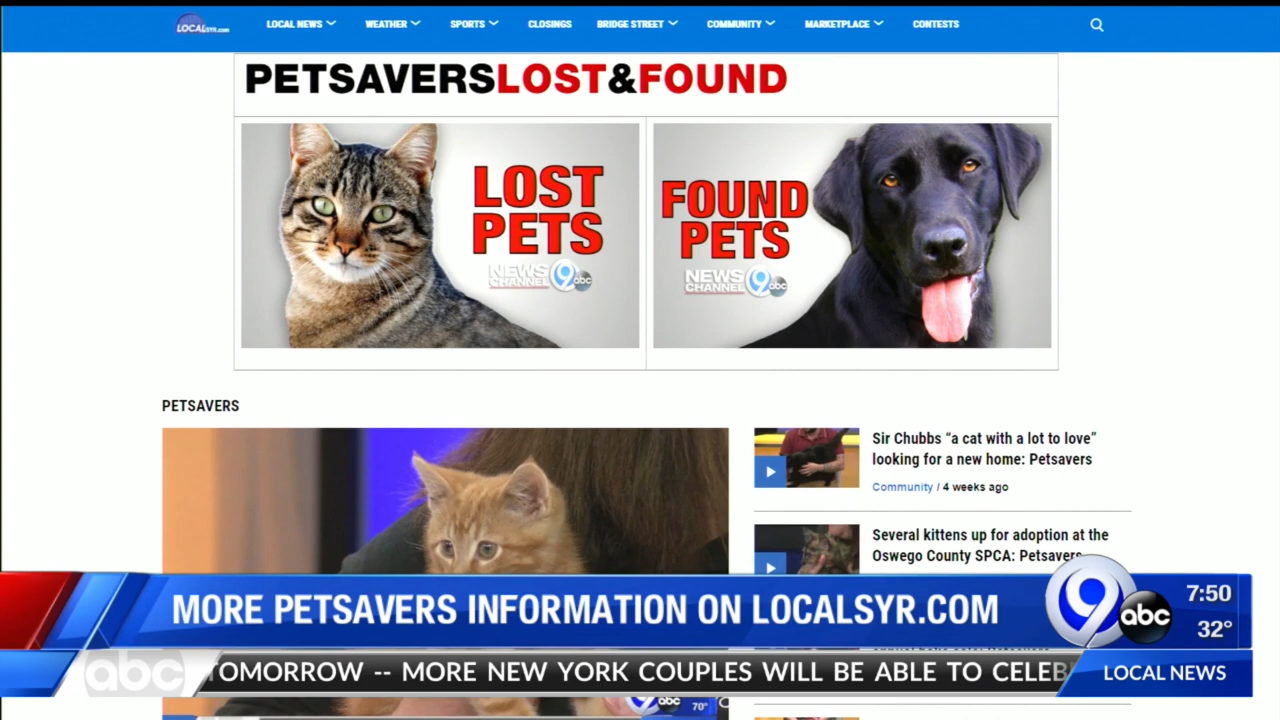 LOCALSYR.com
LOCAL NEWS WEATHER SPORTS CLOSINGS BRIDGE STREET COMMUNITY MARKETPLACE CONTESTS
PETSAVERSLOST&FOUND
LOST
PETS
NEWS
CHANNEL 9 abc
FOUND
PETS
NEWS
CHANNEL 9 abc
PETSAVERS
Sir Chubbs “a cat with a lot to love”
looking for a new home: Petsavers
Community / 4 weeks ago
Several kittens up for adoption at the
Oswego County SPCA: Petsavers
MORE PETSAVERS INFORMATION ON LOCALSYR.COM
9 abc
7:50
32°
abc
TOMORROW -- MORE NEW YORK COUPLES WILL BE ABLE TO CELEB
LOCAL NEWS
abc 70°